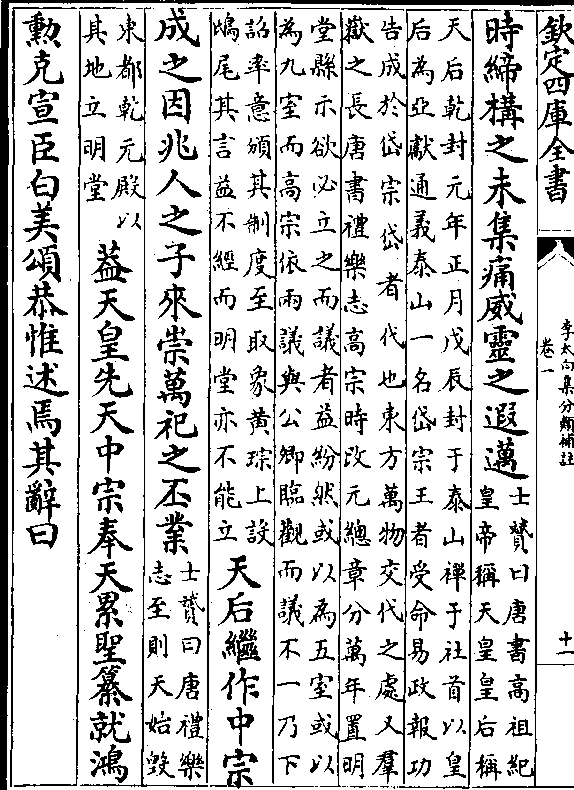 欽定四庫全書
李太白集分類補註
卷一
十一
時締構之未集痛威靈之遐邁
士贇曰唐書高祖紀
皇帝稱天皇皇后稱
天后乾封元年正月戊辰封于泰山禪于社首以皇
后為亞獻通義泰山一名岱宗王者受命易政報功
告成於岱宗岱者代也東方萬物交代之處又羣
嶽之長唐書禮樂志高宗時改元總章分萬年置明
堂縣示欲必立之而議者益紛然或以為五室或以
為九室而高宗依兩議與公卿臨觀而議不一乃下
詔率意頒其制度至取象黄琮上設
鴟尾其言益不經而明堂亦不能立
天后繼作中宗
成之因兆人之子來崇萬祀之丕業
士贇曰唐禮樂
志至則天始毀
東都乾元殿以
其地立明堂
葢天皇先天中宗奉天累聖纂就鴻
勲克宣臣白美頌恭惟述焉其辭曰